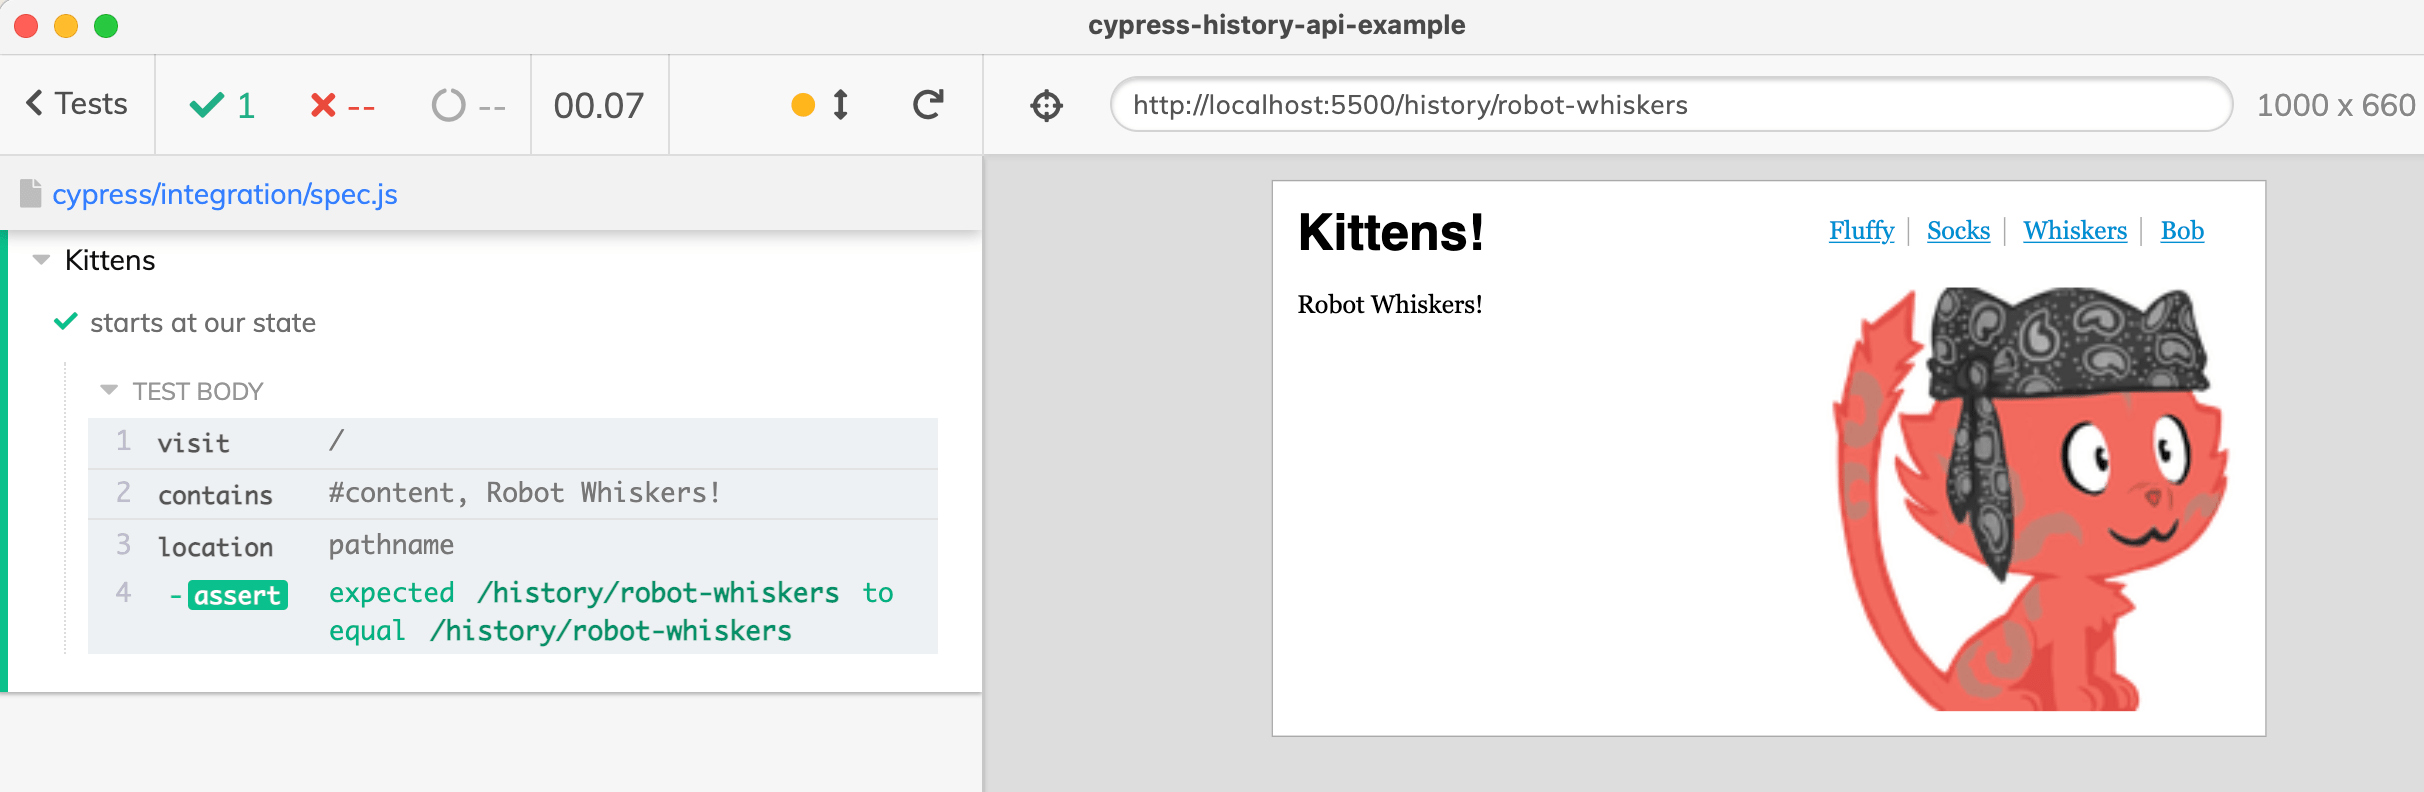 cypress-history-api-example
Tests
1
--
--
00.07
http://localhost:5500/history/robot-whiskers
1000 x 660
cypress/integration/spec.js
Kittens
starts at our state
TEST BODY
1 visit /
2 contains #content, Robot Whiskers!
3 location pathname
4 -assert expected /history/robot-whiskers to
equal /history/robot-whiskers
Kittens!
Fluffy Socks Whiskers Bob
Robot Whiskers!